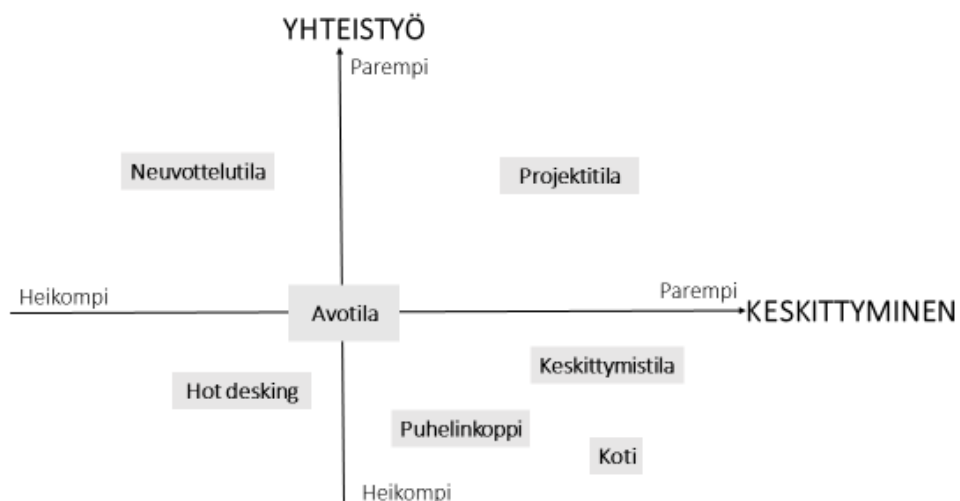 YHTEISTYÖ
Parempi
Neuvottelutila
Projektitila
Heikompi
Parempi
Avotila
KESKITTYMINEN
Keskittymistila
Hot desking
Puhelinkoppi
Koti
Heikompi